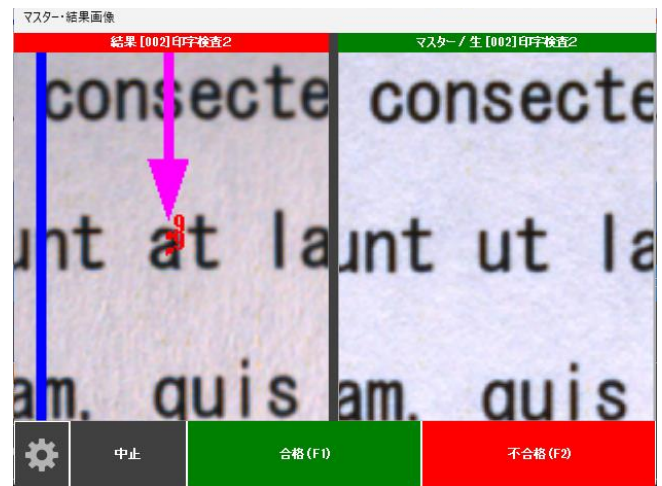 マスター・結果画像
結果 [002]印字検査2
マスター / 生 [002]印字検査2
consecte
consecte
unt at la
unt ut la
am. quis
am. quis
中止
合格(F1)
不合格(F2)